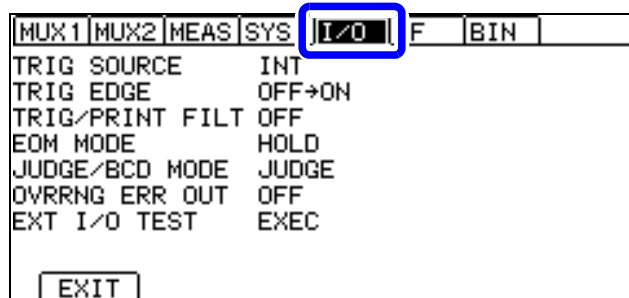 MUX1 MUX2 MEAS SYS I/O F BIN
TRIG SOURCE INT
TRIG EDGE OFF→ON
TRIG/PRINT FILT OFF
EOM MODE HOLD
JUDGE/BCD MODE JUDGE
OVRRNG ERR OUT OFF
EXT I/O TEST EXEC
EXIT